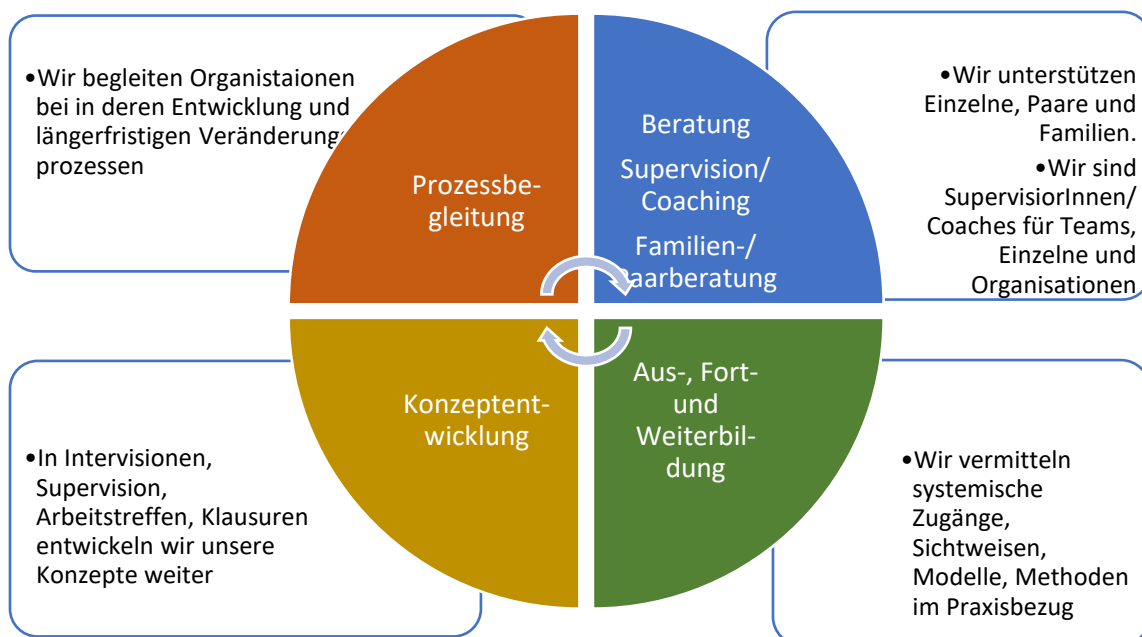 •Wir begleiten Organistaionen
bei in deren Entwicklung und
längerfristigen Veränderungs
prozessen
Prozessbe-
gleitung
Beratung
Supervision/
Coaching
Familien-/
Paarberatung
•Wir unterstützen
Einzelne, Paare und
Familien.
•Wir sind
SupervisiorInnen/
Coaches für Teams,
Einzelne und
Organisationen
•In Intervisionen,
Supervision,
Arbeitstreffen, Klausuren
entwickeln wir unsere
Konzepte weiter
Konzeptent-
wicklung
Aus-, Fort-
und
Weiterbil-
dung
•Wir vermitteln
systemische
Zugänge,
Sichtweisen,
Modelle, Methoden
im Praxisbezug